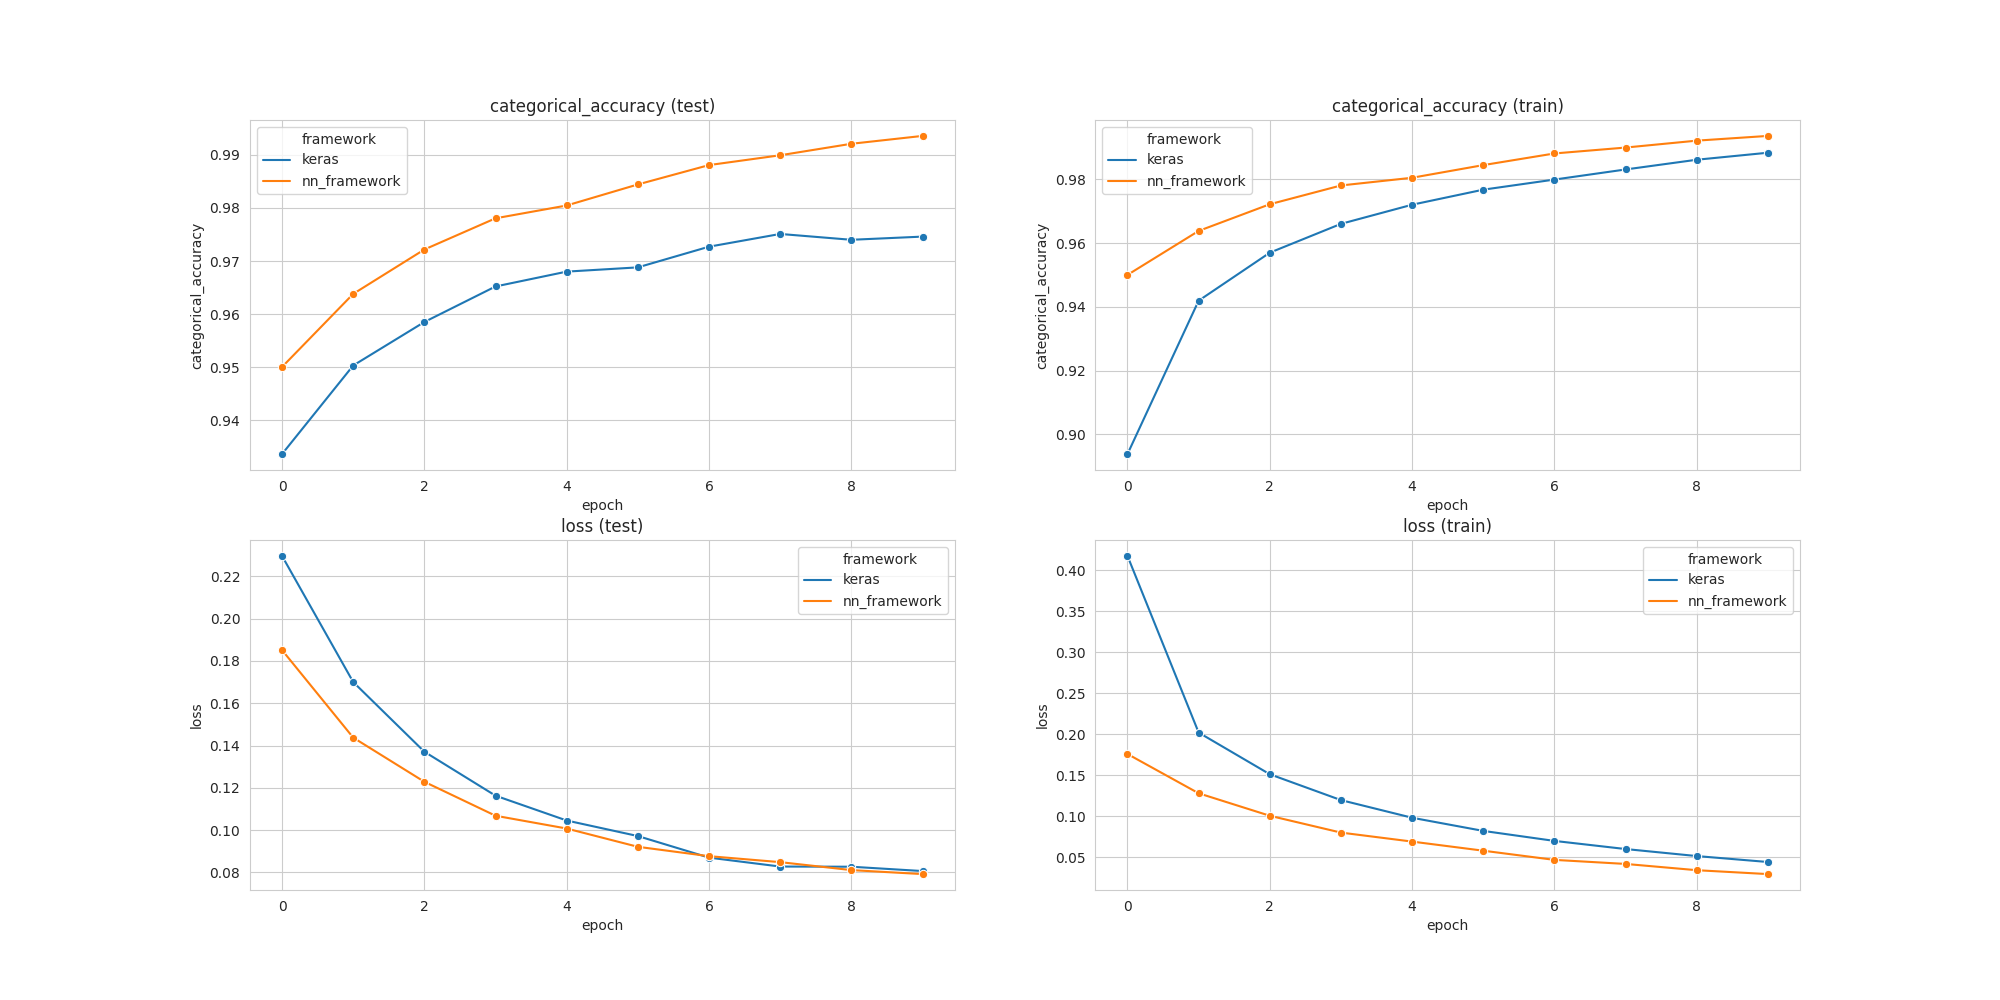 categorical_accuracy (test)
framework
keras
nn_framework
categorical_accuracy
0.99
0.98
0.97
0.96
0.95
0.94
0 2 4 6 8
epoch
categorical_accuracy (train)
framework
keras
nn_framework
categorical_accuracy
0.98
0.96
0.94
0.92
0.90
0 2 4 6 8
epoch
loss (test)
framework
keras
nn_framework
loss
0.22
0.20
0.18
0.16
0.14
0.12
0.10
0.08
0 2 4 6 8
epoch
loss (train)
framework
keras
nn_framework
loss
0.40
0.35
0.30
0.25
0.20
0.15
0.10
0.05
0 2 4 6 8
epoch